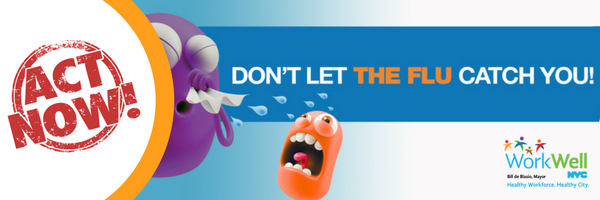 ACT
NOW!
DON'T LET THE FLU CATCH YOU!
WorkWell
NYC
Bill de Blasio, Mayor
Healthy Workforce. Healthy City.